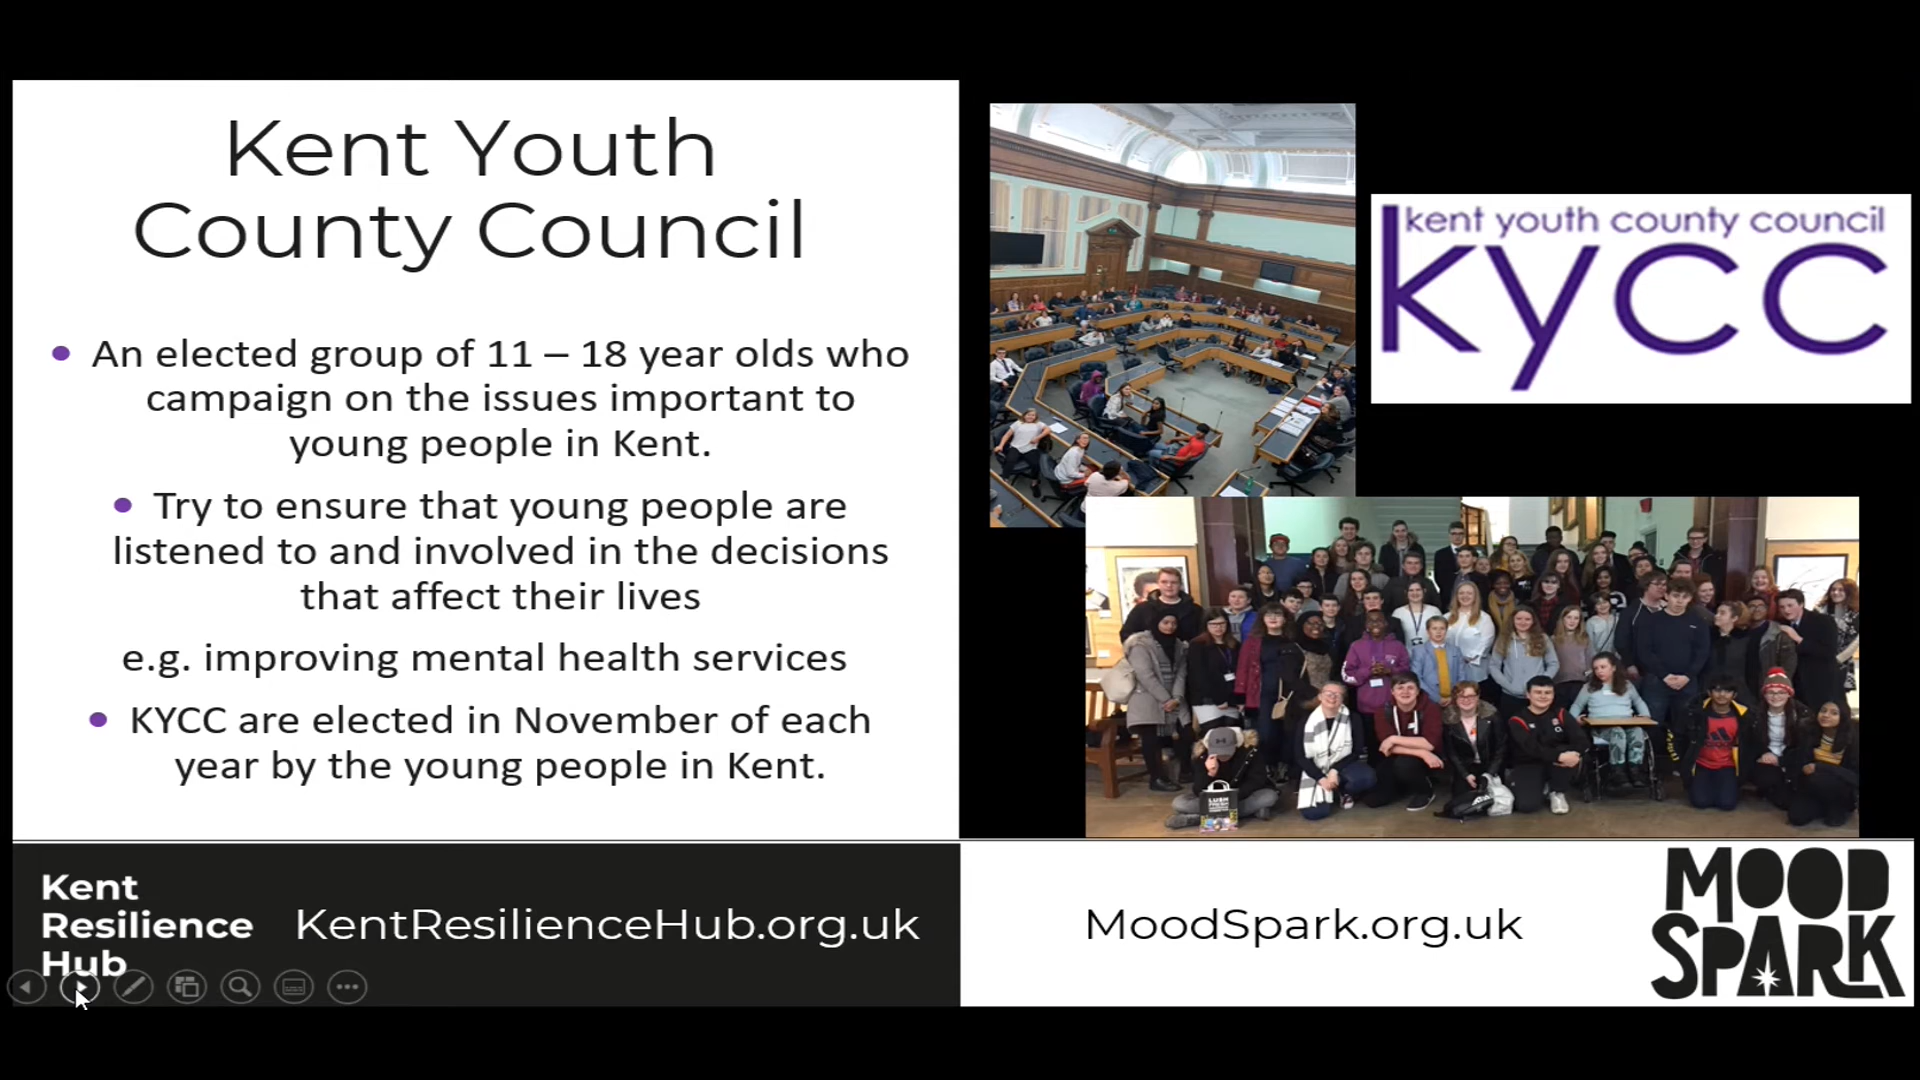 Kent Youth
County Council
• An elected group of 11 – 18 year olds who
campaign on the issues important to
young people in Kent.
• Try to ensure that young people are
listened to and involved in the decisions
that affect their lives
e.g. improving mental health services
• KYCC are elected in November of each
year by the young people in Kent.
kent youth county council
kycc
Kent
Resilience
Hub
KentResilienceHub.org.uk
MoodSpark.org.uk
MOOD
SPARK
LUSH
FRESH